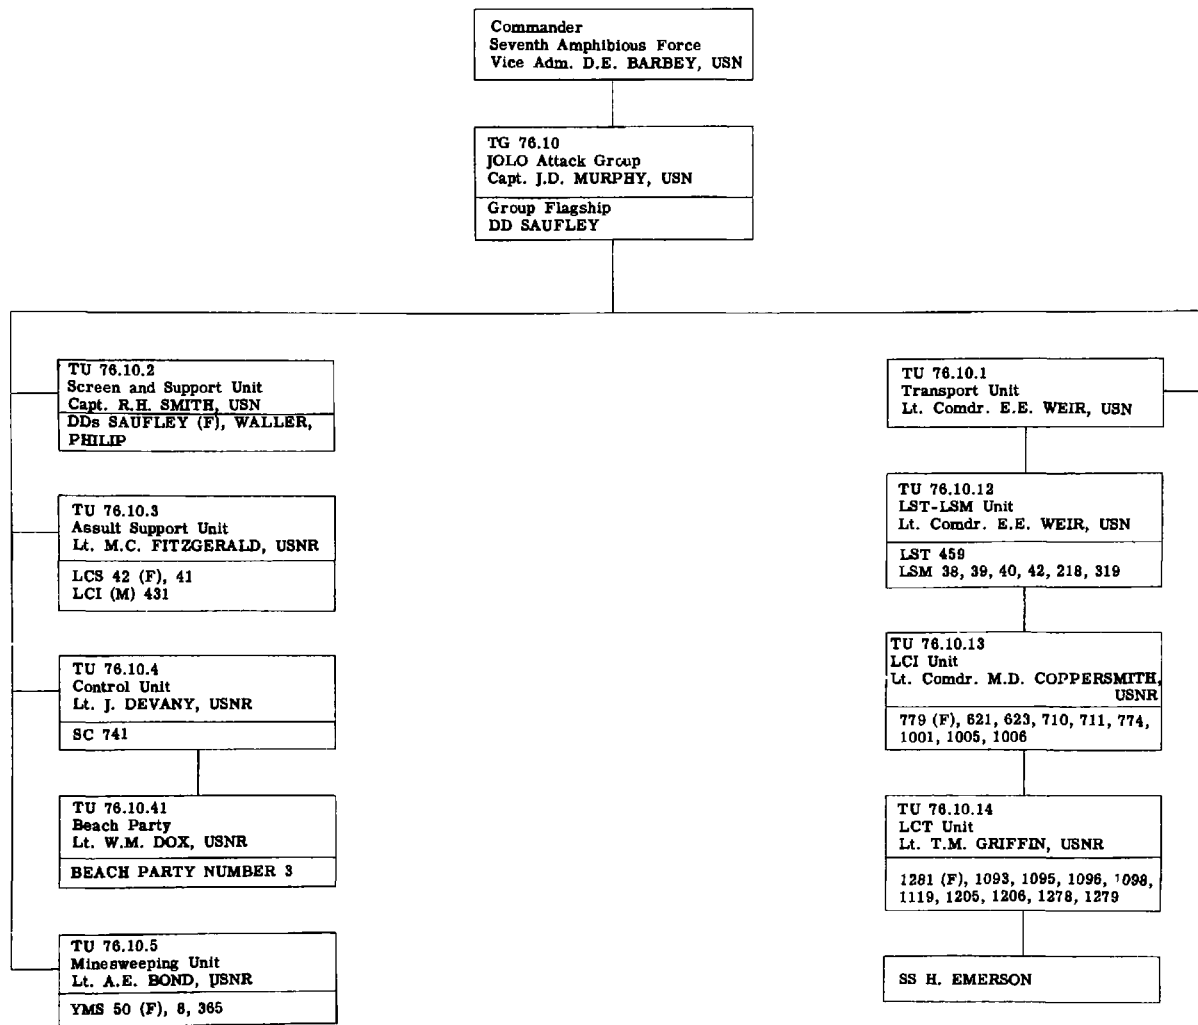 Commander
Seventh Amphibious Force
Vice Adm. D.E. BARBEY, USN
TG 76.10
JOLO Attack Group
Capt. J.D. MURPHY, USN
Group Flagship
DD SAUFLEY
TU 76.10.2
Screen and Support Unit
Capt. R.H. SMITH, USN
DDs SAUFLEY (F), WALLER,
PHILIP
TU 76.10.3
Assult Support Unit
Lt. M.C. FITZGERALD, USNR
LCS 42 (F), 41
LCI (M) 431
TU 76.10.4
Control Unit
Lt. J. DEVANY, USNR
SC 741
TU 76.10.41
Beach Party
Lt. W.M. DOX, USNR
BEACH PARTY NUMBER 3
TU 76.10.5
Minesweeping Unit
Lt. A.E. BOND, USNR
YMS 50 (F), 8, 365
TU 76.10.1
Transport Unit
Lt. Comdr. E.E. WEIR, USN
TU 76.10.12
LST-LSM Unit
Lt. Comdr. E.E. WEIR, USN
LST 459
LSM 38, 39, 40, 42, 218, 319
TU 76.10.13
LCI Unit
Lt. Comdr. M.D. COPPERSMITH,
USNR
779 (F), 621, 623, 710, 711, 774,
1001, 1005, 1006
TU 76.10.14
LCT Unit
Lt. T.M. GRIFFIN, USNR
1281 (F), 1093, 1095, 1096, 1098,
1119, 1205, 1206, 1278, 1279
SS H. EMERSON